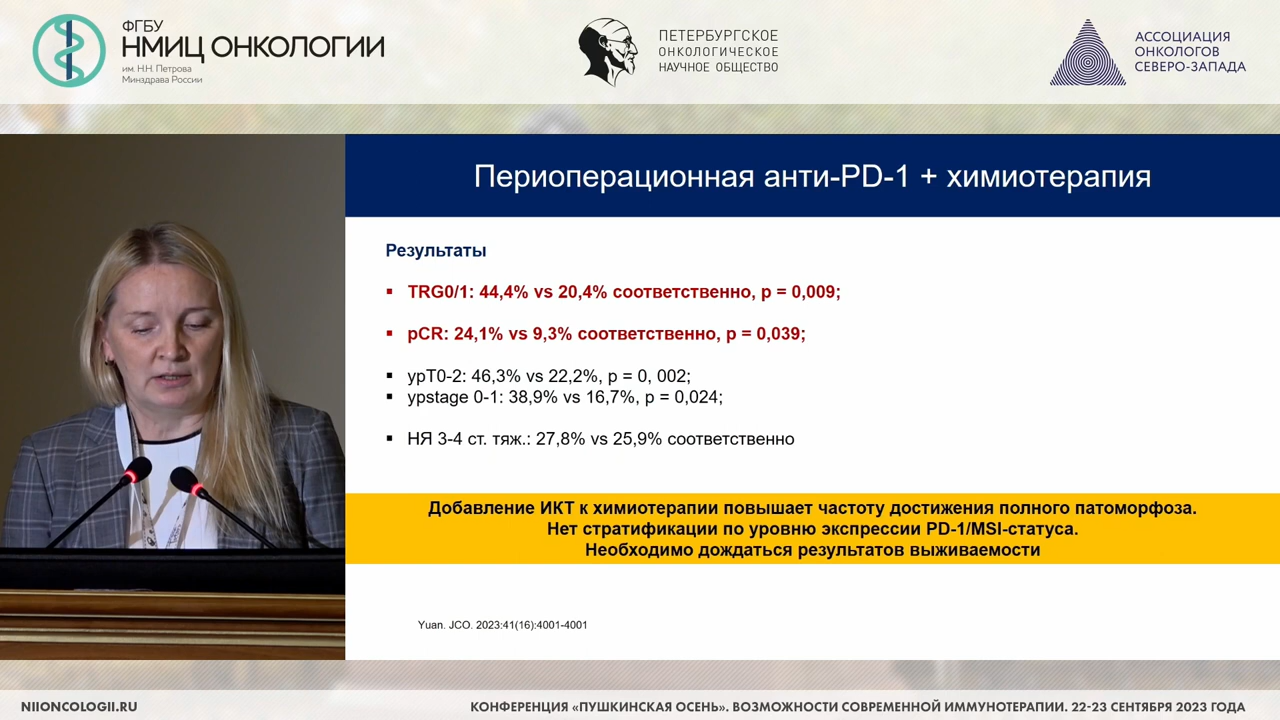 ФГБУ
НМИЦ ОНКОЛОГИИ
им. Н.Н. Петрова
Минздрава России
ПЕТЕРБУРГСКОЕ
ОНКОЛОГИЧЕСКОЕ
НАУЧНОЕ ОБЩЕСТВО
АССОЦИАЦИЯ
ОНКОЛОГОВ
СЕВЕРО-ЗАПАДА
Периоперационная анти-PD-1 + химиотерапия
Результаты
▪ TRG0/1: 44,4% vs 20,4% соответственно, p = 0,009;
▪ pCR: 24,1% vs 9,3% соответственно, p = 0,039;
▪ ypT0-2: 46,3% vs 22,2%, p = 0, 002;
▪ ypstage 0-1: 38,9% vs 16,7%, p = 0,024;
▪ НЯ 3-4 ст. тяж.: 27,8% vs 25,9% соответственно
Добавление ИКТ к химиотерапии повышает частоту достижения полного патоморфоза.
Нет стратификации по уровню экспрессии PD-1/MSI-статуса.
Необходимо дождаться результатов выживаемости
Yuan. JCO. 2023:41(16):4001-4001
NIIONCOLOGII.RU
КОНФЕРЕНЦИЯ «ПУШКИНСКАЯ ОСЕНЬ». ВОЗМОЖНОСТИ СОВРЕМЕННОЙ ИММУНОТЕРАПИИ. 22-23 СЕНТЯБРЯ 2023 ГОДА